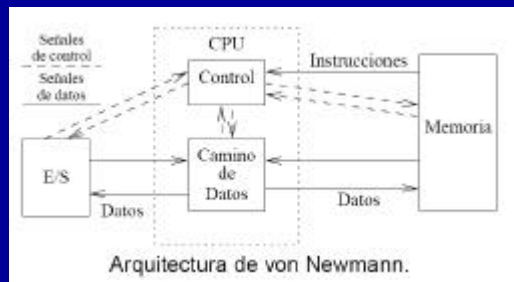 Señales
de control
Señales
de datos
CPU
Control
Instrucciones
Memoria
E/S
Camino
de
Datos
Datos
Datos
Arquitectura de von Newmann.